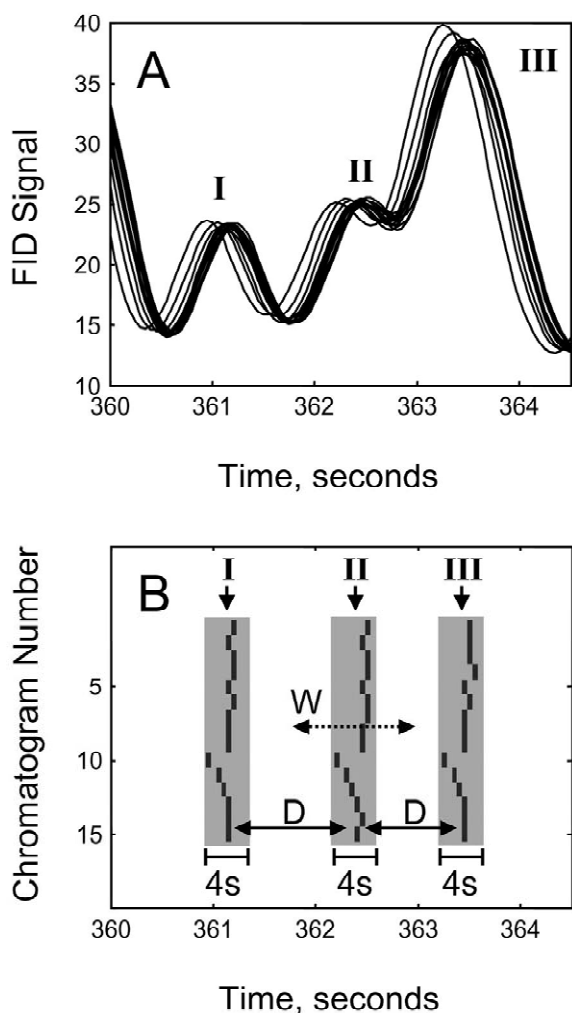 A
I
II
III
FID Signal
40
35
30
25
20
15
10
360 361 362 363 364
Time, seconds
B
I II III
Chromatogram Number
5
10
15
W
D D
4s 4s 4s
360 361 362 363 364
Time, seconds